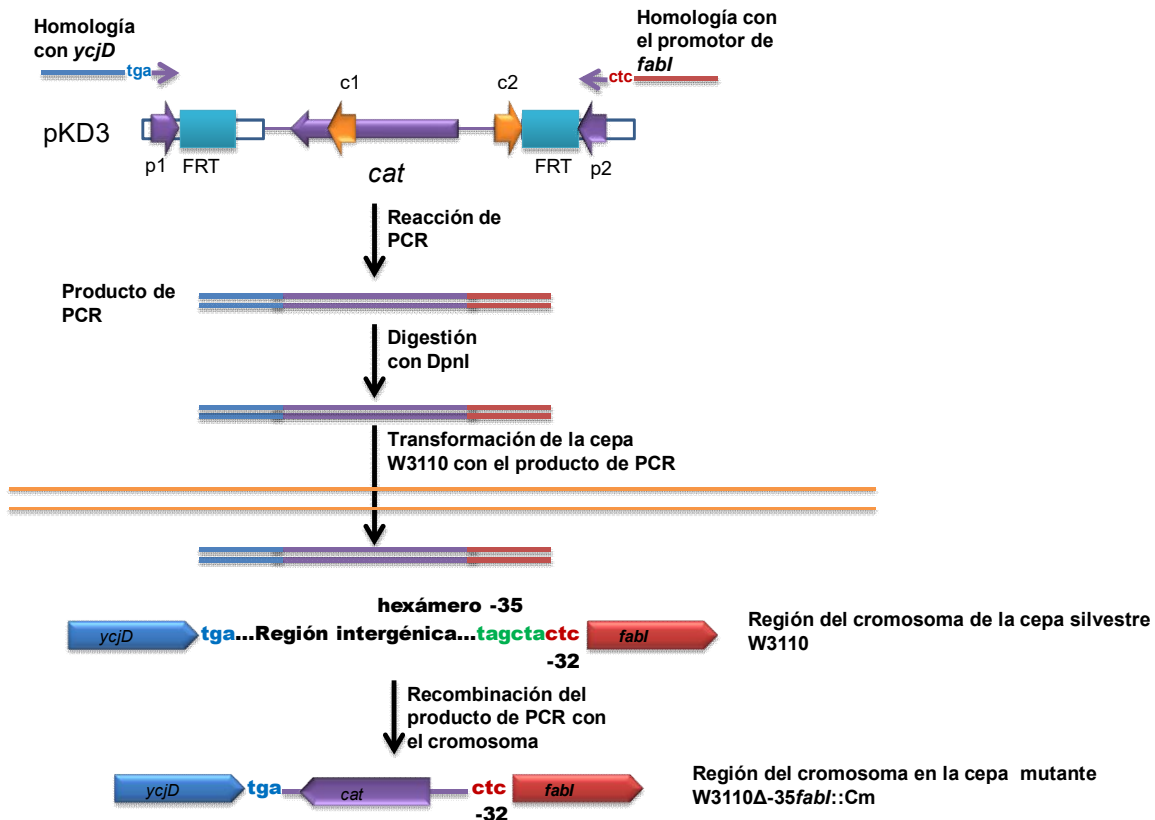 Homología
con ycjD
Homología con
el promotor de
fabI
tga
ctc
c1
c2
pKD3
p1
FRT
cat
FRT
p2
Reacción de
PCR
Producto de
PCR
Digestión
con DpnI
Transformación de la cepa
W3110 con el producto de PCR
hexámero -35
ycjD
tga...Región intergénica...tagctactc
fabI
-32
Región del cromosoma de la cepa silvestre
W3110
Recombinación del
producto de PCR con
el cromosoma
ycjD
tga
cat
ctc
fabI
-32
Región del cromosoma en la cepa mutante
W3110Δ-35fabI::Cm